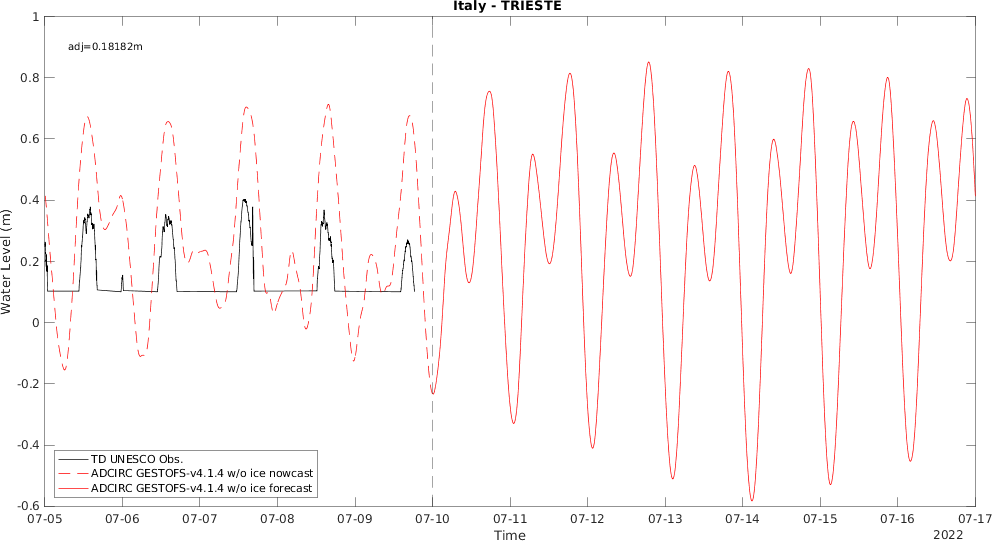 Italy - TRIESTE
adj=0.18182m
Water Level (m)
1
0.8
0.6
0.4
0.2
0
-0.2
-0.4
-0.6
TD UNESCO Obs.
ADCIRC GESTOFS-v4.1.4 w/o ice nowcast
ADCIRC GESTOFS-v4.1.4 w/o ice forecast
07-05 07-06 07-07 07-08 07-09 07-10 07-11 07-12 07-13 07-14 07-15 07-16 07-17
Time
2022